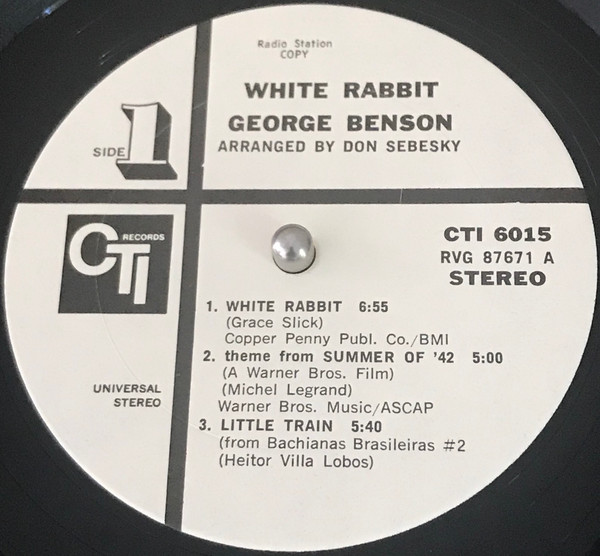 Radio Station
COPY
WHITE RABBIT
GEORGE BENSON
ARRANGED BY DON SEBESKY
SIDE 1
CTI RECORDS
CTI 6015
RVG 87671 A
STEREO
1. WHITE RABBIT 6:55
(Grace Slick)
Copper Penny Publ. Co./BMI
2. theme from SUMMER OF '42 5:00
(A Warner Bros. Film)
(Michel Legrand)
Warner Bros. Music/ASCAP
3. LITTLE TRAIN 5:40
(from Bachianas Brasileiras #2
(Heitor Villa Lobos)
UNIVERSAL
STEREO